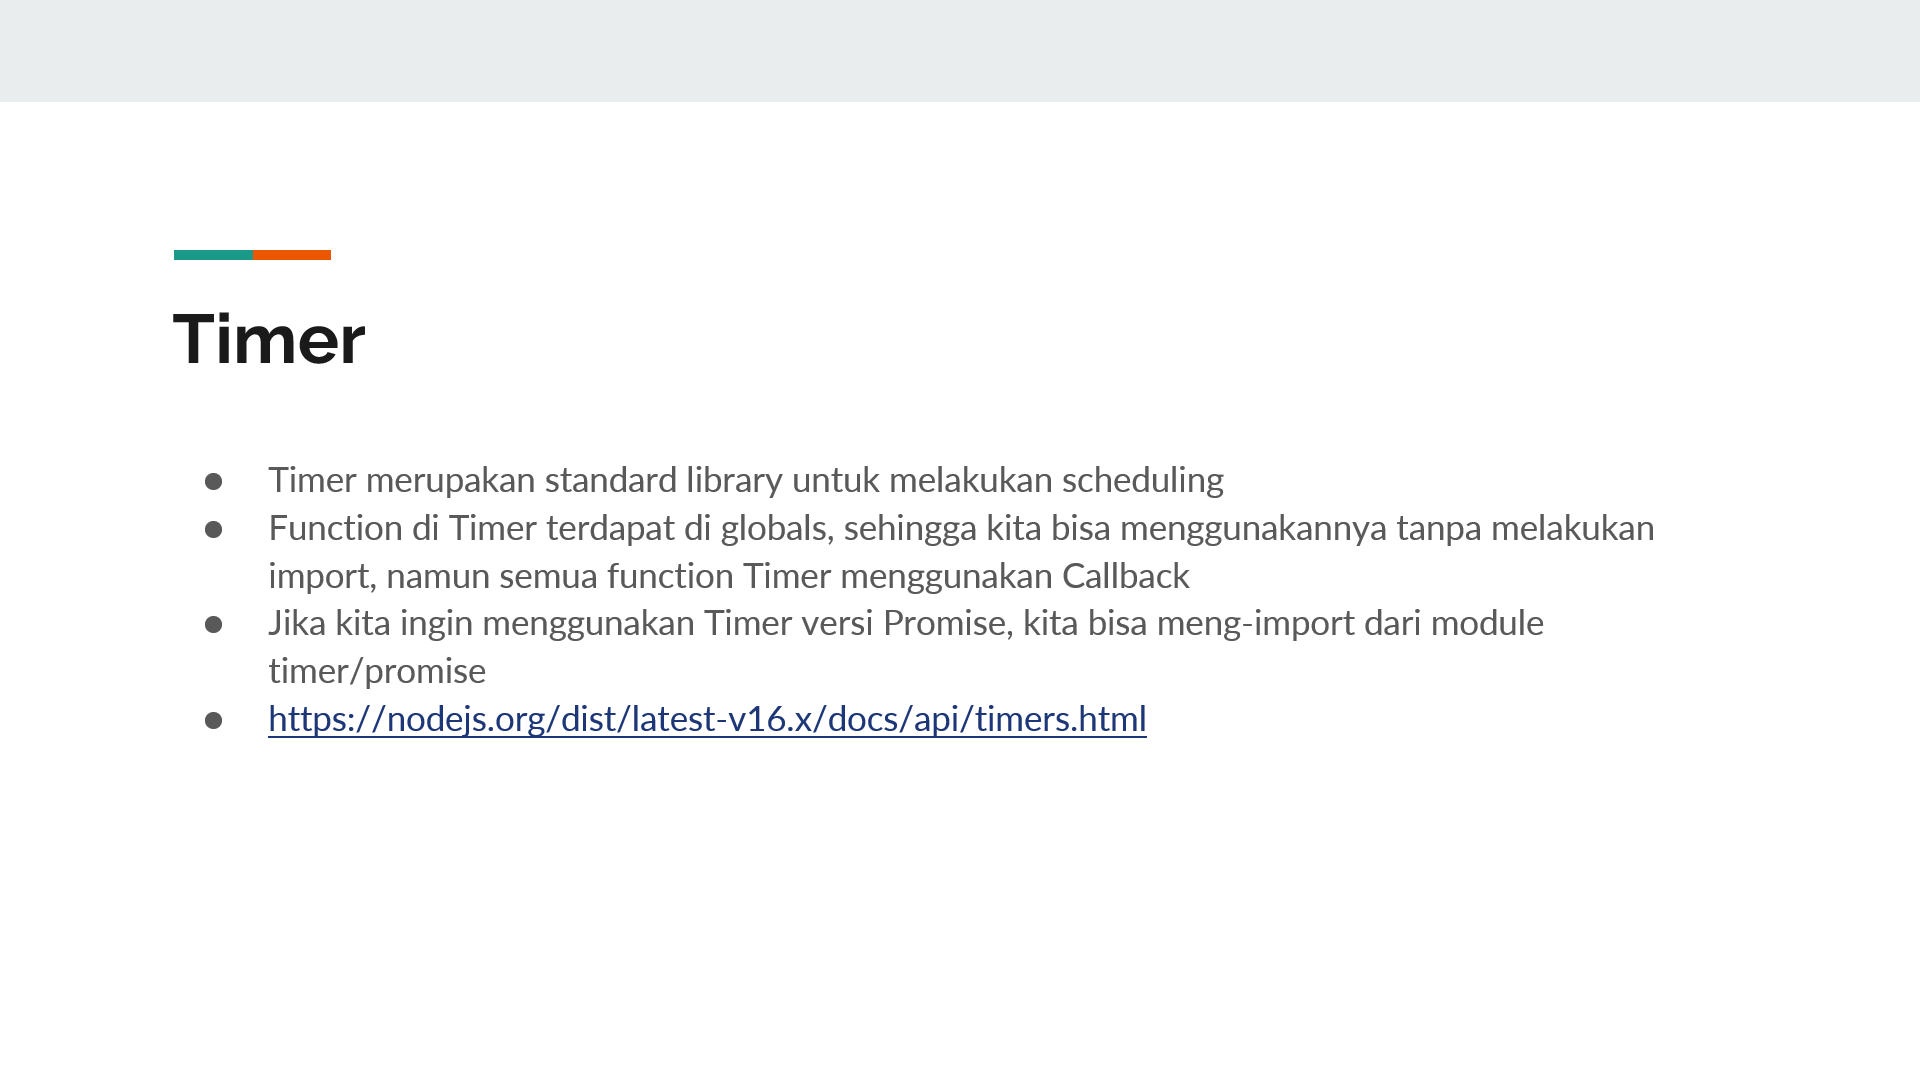 Timer
● Timer merupakan standard library untuk melakukan scheduling
● Function di Timer terdapat di globals, sehingga kita bisa menggunakannya tanpa melakukan
import, namun semua function Timer menggunakan Callback
● Jika kita ingin menggunakan Timer versi Promise, kita bisa meng-import dari module
timer/promise
● https://nodejs.org/dist/latest-v16.x/docs/api/timers.html